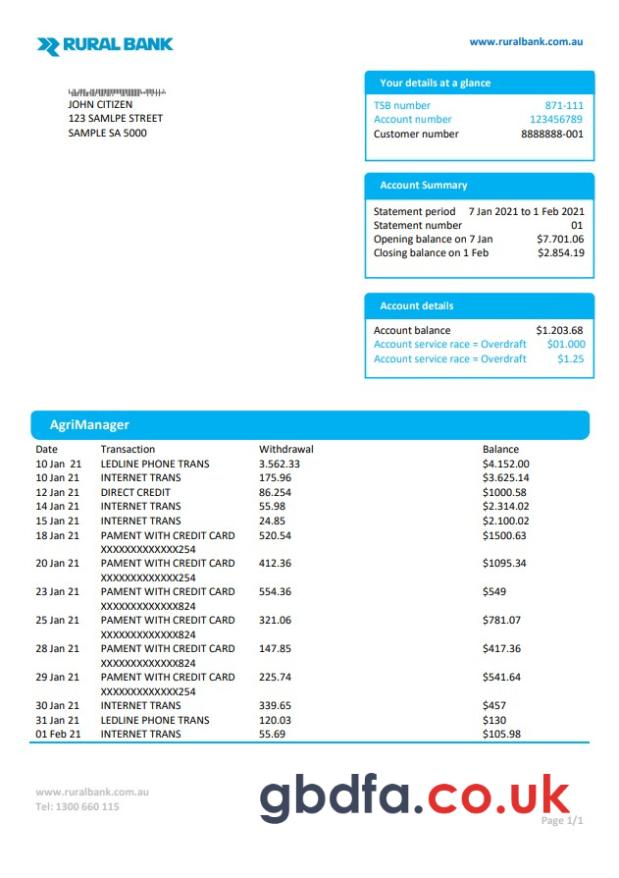 RURAL BANK
www.ruralbank.com.au
JOHN CITIZEN
123 SAMLPE STREET
SAMPLE SA 5000
Your details at a glance
TSB number 871-111
Account number 123456789
Customer number 8888888-001
Account Summary
Statement period 7 Jan 2021 to 1 Feb 2021
Statement number 01
Opening balance on 7 Jan $7.701.06
Closing balance on 1 Feb $2.854.19
Account details
Account balance $1.203.68
Account service race = Overdraft $01.000
Account service race = Overdraft $1.25
AgriManager
Date Transaction Withdrawal Balance
10 Jan 21 LEDLINE PHONE TRANS 3.562.33 $4.152.00
10 Jan 21 INTERNET TRANS 175.96 $3.625.14
12 Jan 21 DIRECT CREDIT 86.254 $1000.58
14 Jan 21 INTERNET TRANS 55.98 $2.314.02
15 Jan 21 INTERNET TRANS 24.85 $2.100.02
18 Jan 21 PAMENT WITH CREDIT CARD 520.54 $1500.63
XXXXXXXXXXXXX254
20 Jan 21 PAMENT WITH CREDIT CARD 412.36 $1095.34
XXXXXXXXXXXXX254
23 Jan 21 PAMENT WITH CREDIT CARD 554.36 $549
XXXXXXXXXXXXX824
25 Jan 21 PAMENT WITH CREDIT CARD 321.06 $781.07
XXXXXXXXXXXXX824
28 Jan 21 PAMENT WITH CREDIT CARD 147.85 $417.36
XXXXXXXXXXXXX824
29 Jan 21 PAMENT WITH CREDIT CARD 225.74 $541.64
XXXXXXXXXXXXX254
30 Jan 21 INTERNET TRANS 339.65 $457
31 Jan 21 LEDLINE PHONE TRANS 120.03 $130
01 Feb 21 INTERNET TRANS 55.69 $105.98
www.ruralbank.com.au
Tel: 1300 660 115
gbdfa.co.uk
Page 1/1